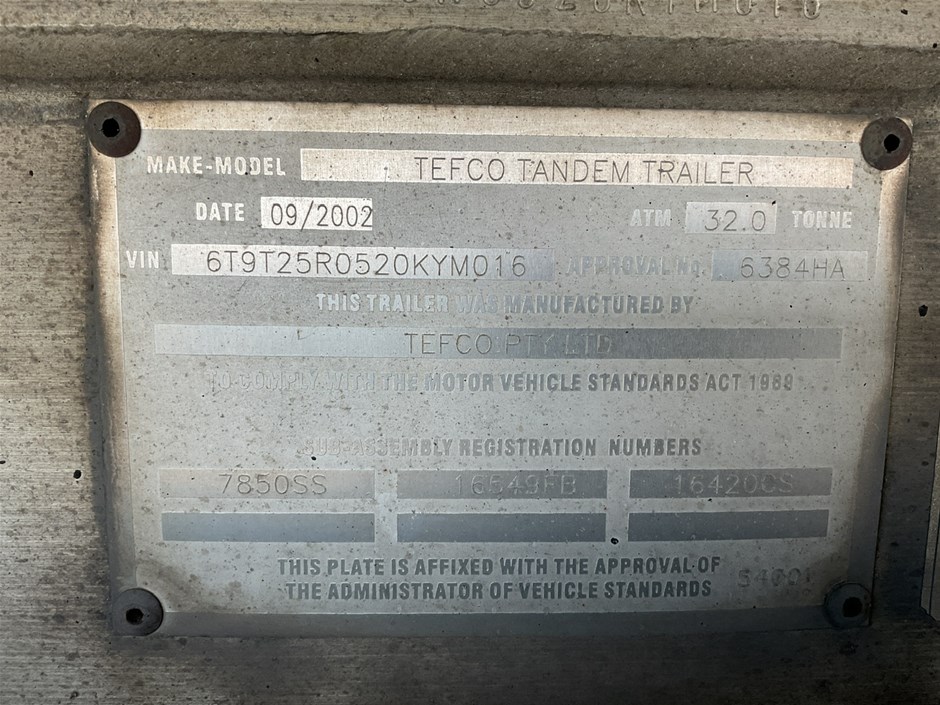 MAKE-MODEL TEFCO TANDEM TRAILER
DATE 09/2002 ATM 32.0 TONNE
VIN 6T9T25R0520KYM016 APPROVAL No. 6384HA
THIS TRAILER WAS MANUFACTURED BY
TEFCO PTY LTD
TO COMPLY WITH THE MOTOR VEHICLE STANDARDS ACT 1989
SUB-ASSEMBLY REGISTRATION NUMBERS
7850SS 16549FB 16420CS
THIS PLATE IS AFFIXED WITH THE APPROVAL OF
THE ADMINISTRATOR OF VEHICLE STANDARDS